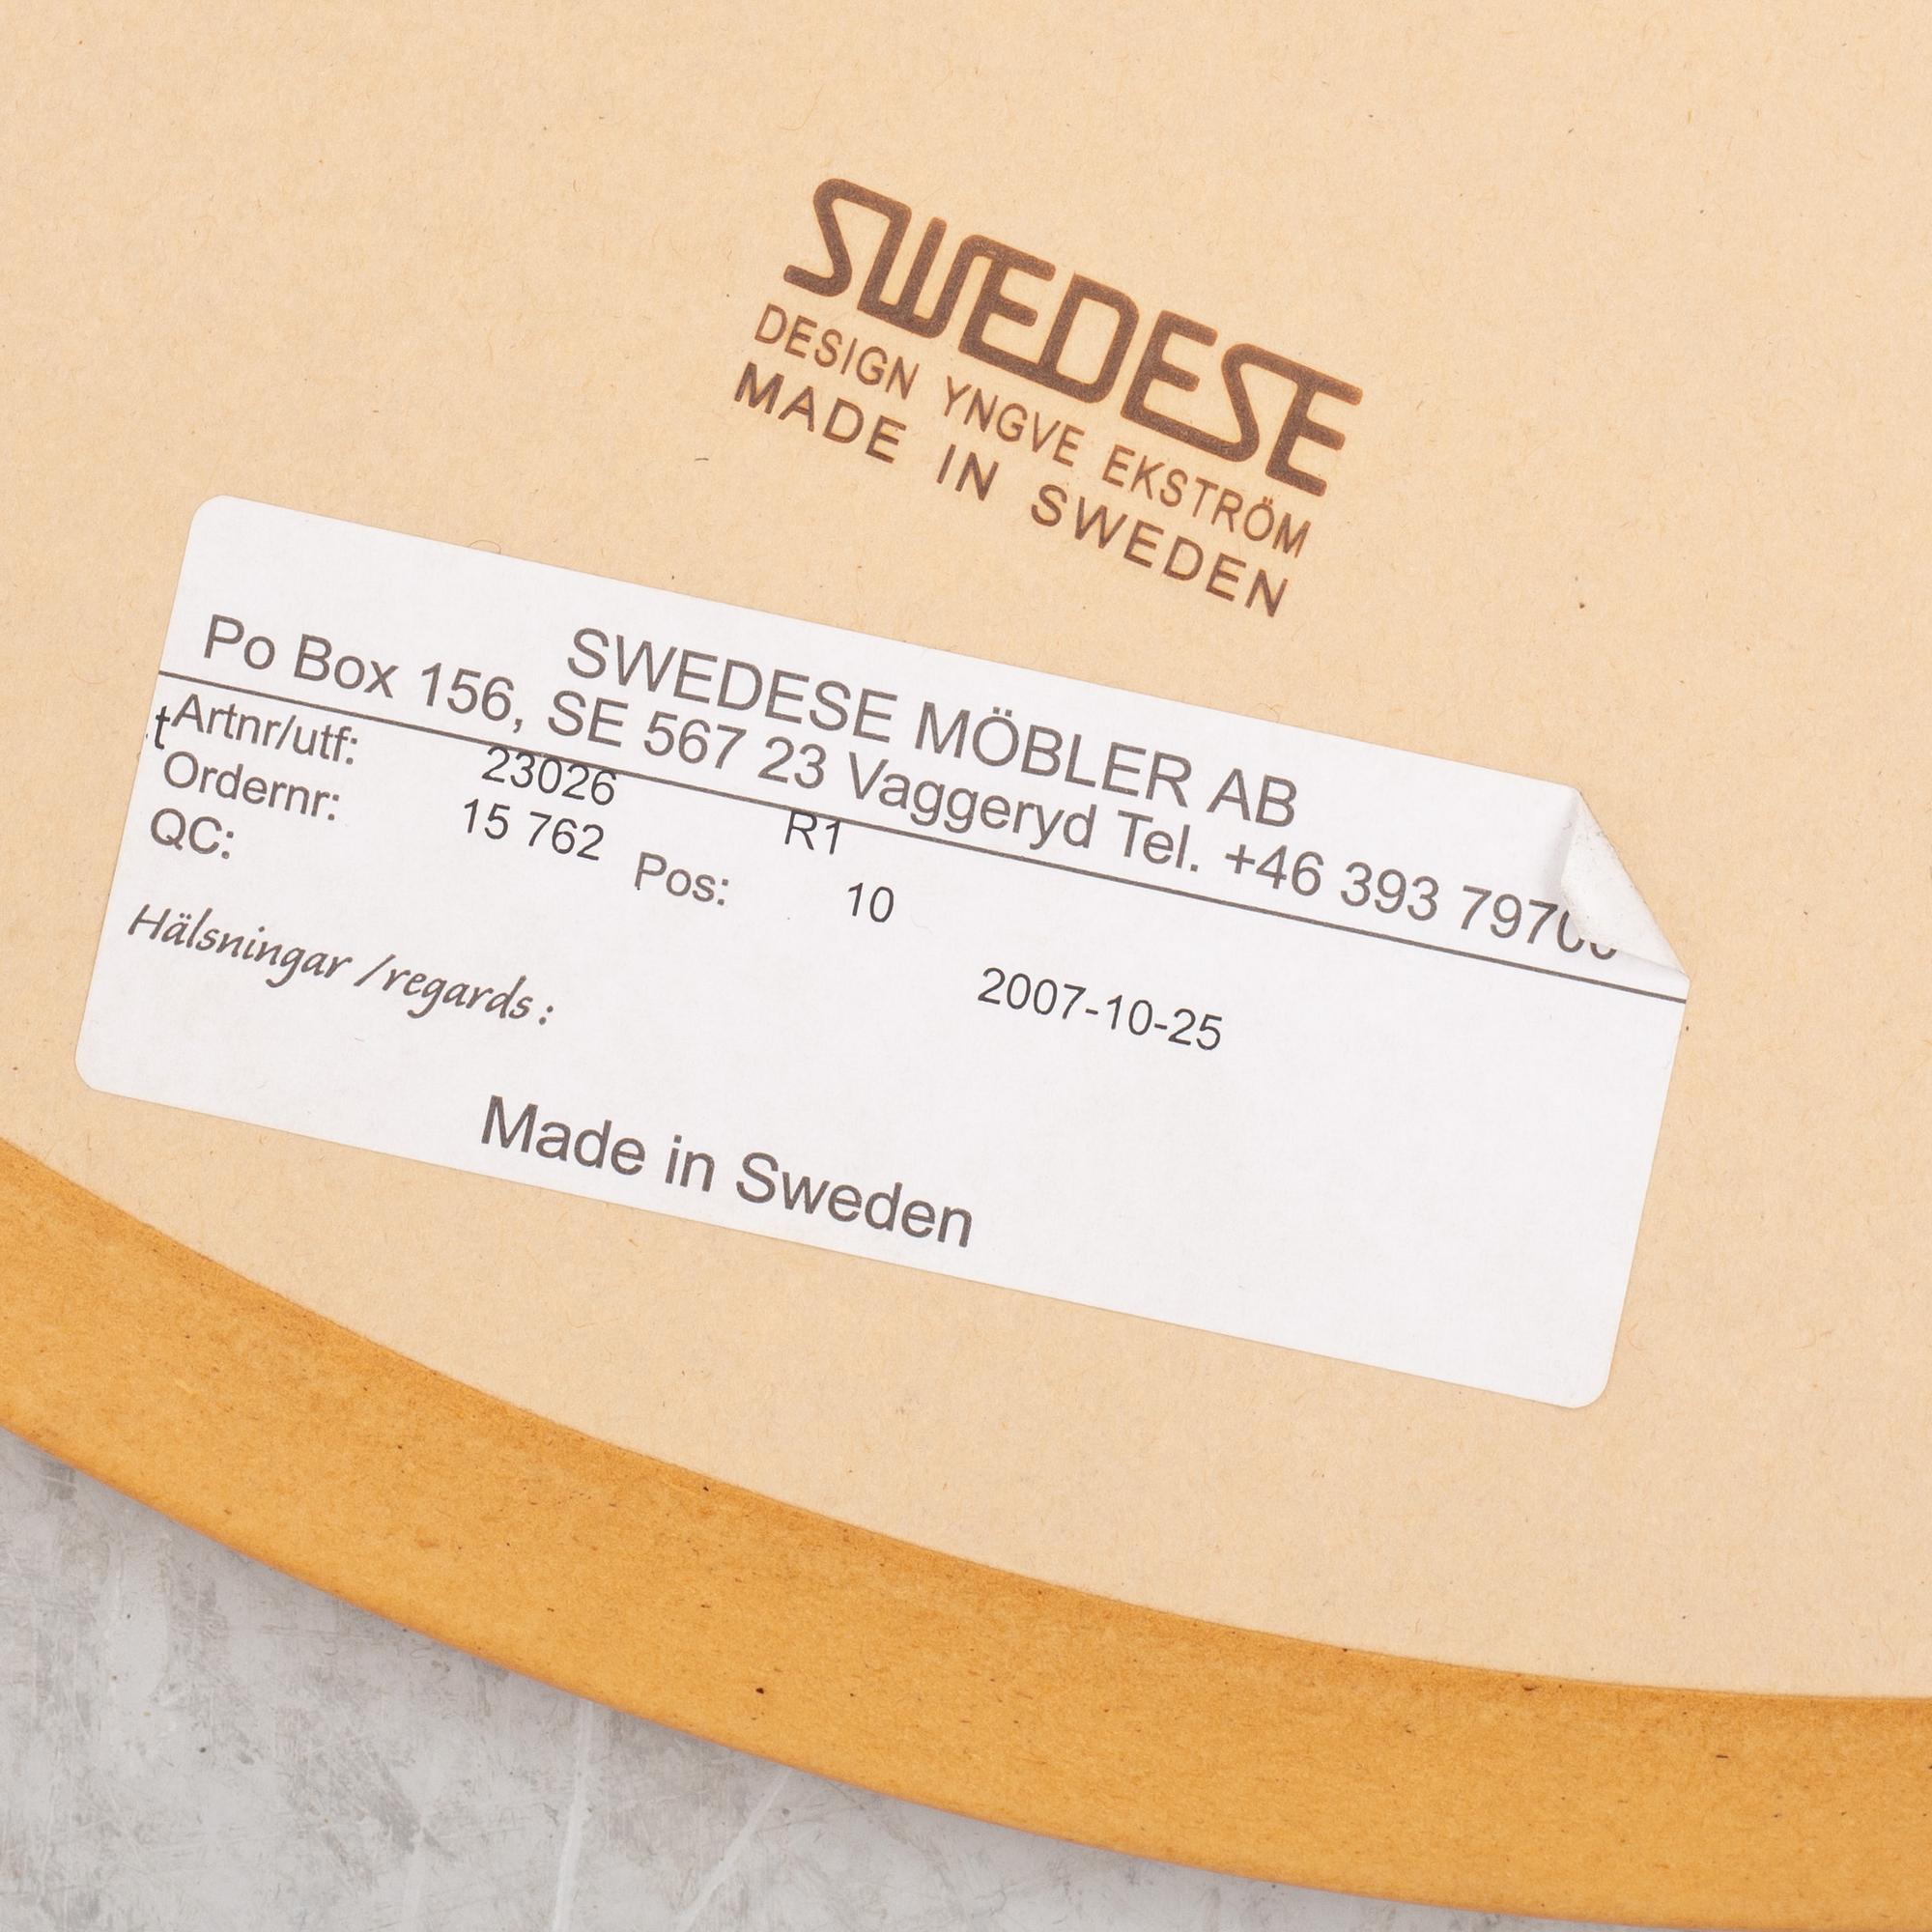 SWEDESE
DESIGN YNGVE EKSTRÖM
MADE IN SWEDEN
SWEDESE MÖBLER AB
Po Box 156, SE 567 23 Vaggeryd Tel. +46 393 79700
t Artnr/utf: 23026 R1
Ordernr: 15 762 Pos: 10
QC:
2007-10-25
Hälsningar /regards :
Made in Sweden